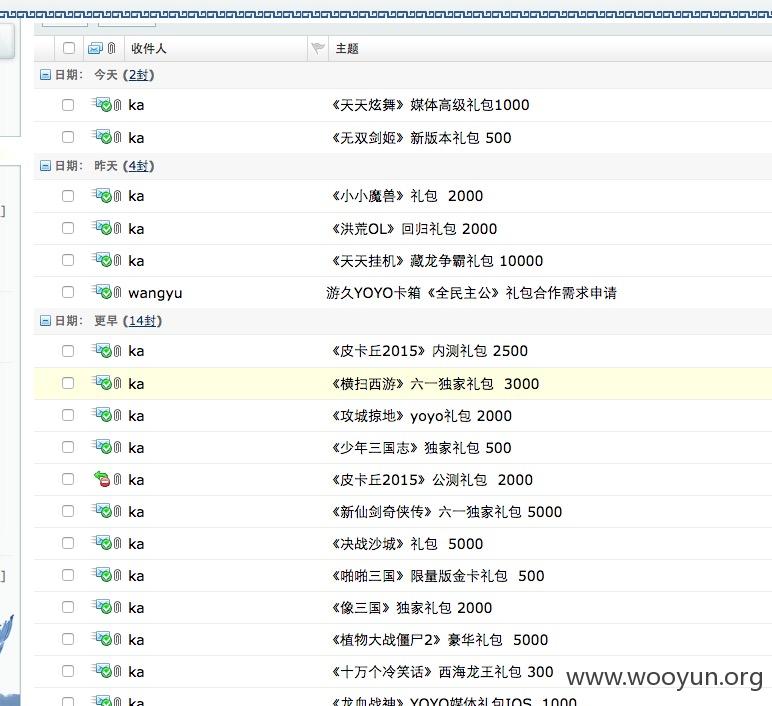 收件人 主题
日期： 今天 (2封)
ka 《天天炫舞》媒体高级礼包1000
ka 《无双剑姬》新版本礼包 500
日期： 昨天 (4封)
ka 《小小魔兽》礼包 2000
ka 《洪荒OL》回归礼包 2000
ka 《天天挂机》藏龙争霸礼包 10000
wangyu 游久YOYO卡箱《全民主公》礼包合作需求申请
日期： 更早 (14封)
ka 《皮卡丘2015》内测礼包 2500
ka 《横扫西游》六一独家礼包 3000
ka 《攻城掠地》yoyo礼包 2000
ka 《少年三国志》独家礼包 500
ka 《皮卡丘2015》公测礼包 2000
ka 《新仙剑奇侠传》六一独家礼包 5000
ka 《决战沙城》礼包 5000
ka 《啪啪三国》限量版金卡礼包 500
ka 《像三国》独家礼包 2000
ka 《植物大战僵尸2》豪华礼包 5000
ka 《十万个冷笑话》西海龙王礼包 300
www.wooyun.org
ka 《龙血战神》YOYO媒体礼包IOS 1000